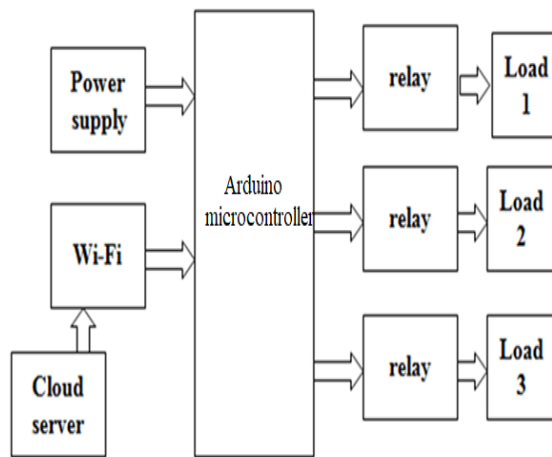 Power
supply
Wi-Fi
Cloud
server
Arduino
microcontroller
relay
Load
1
relay
Load
2
relay
Load
3